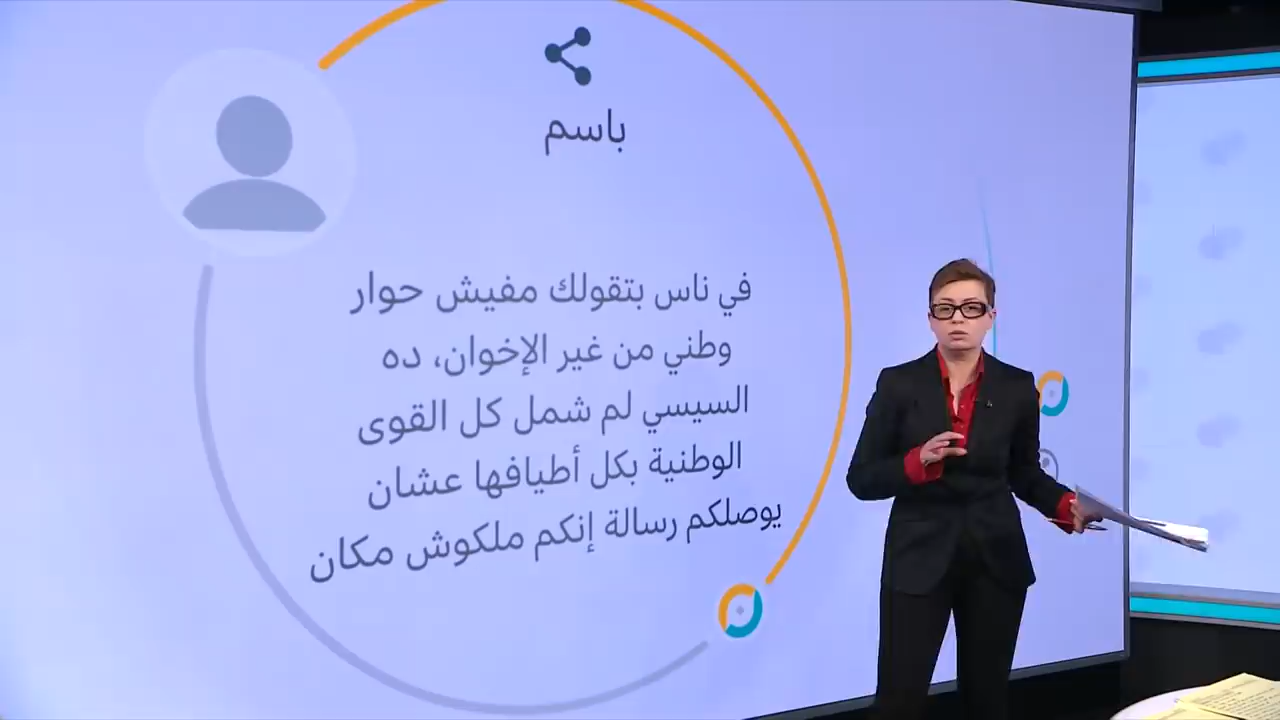 باسم
في ناس بتقولك مفيش حوار
وطني من غير الإخوان، ده
السيسي لم شمل كل القوى
الوطنية بكل أطيافها عشان
يوصلكم رسالة إنكم ملكوش مكان